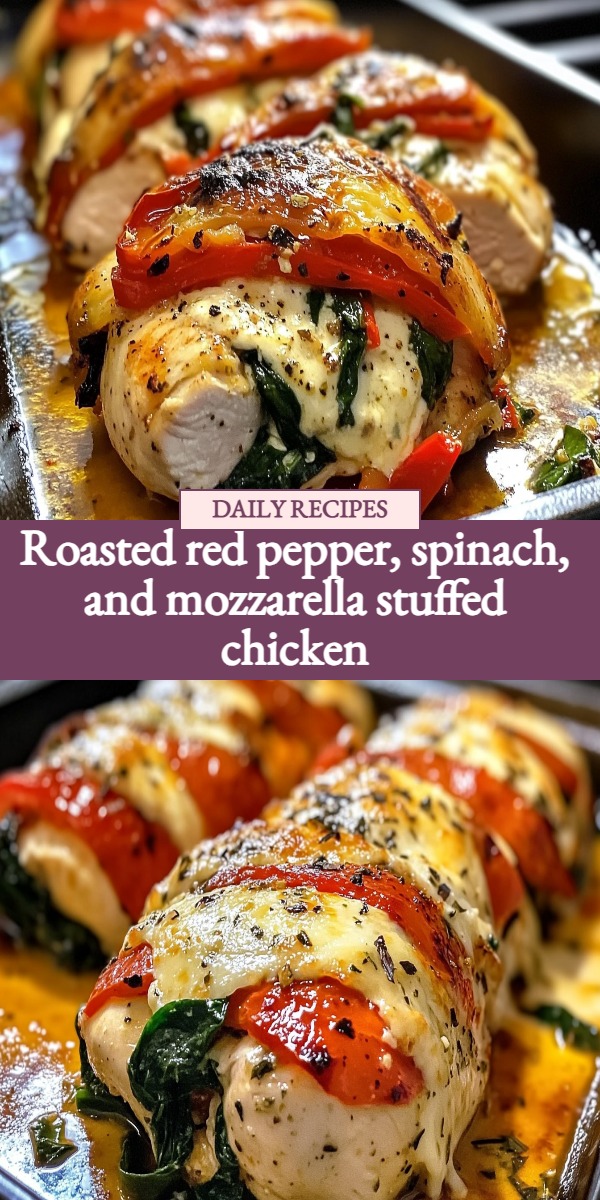 DAILY RECIPES
Roasted red pepper, spinach,
and mozzarella stuffed
chicken